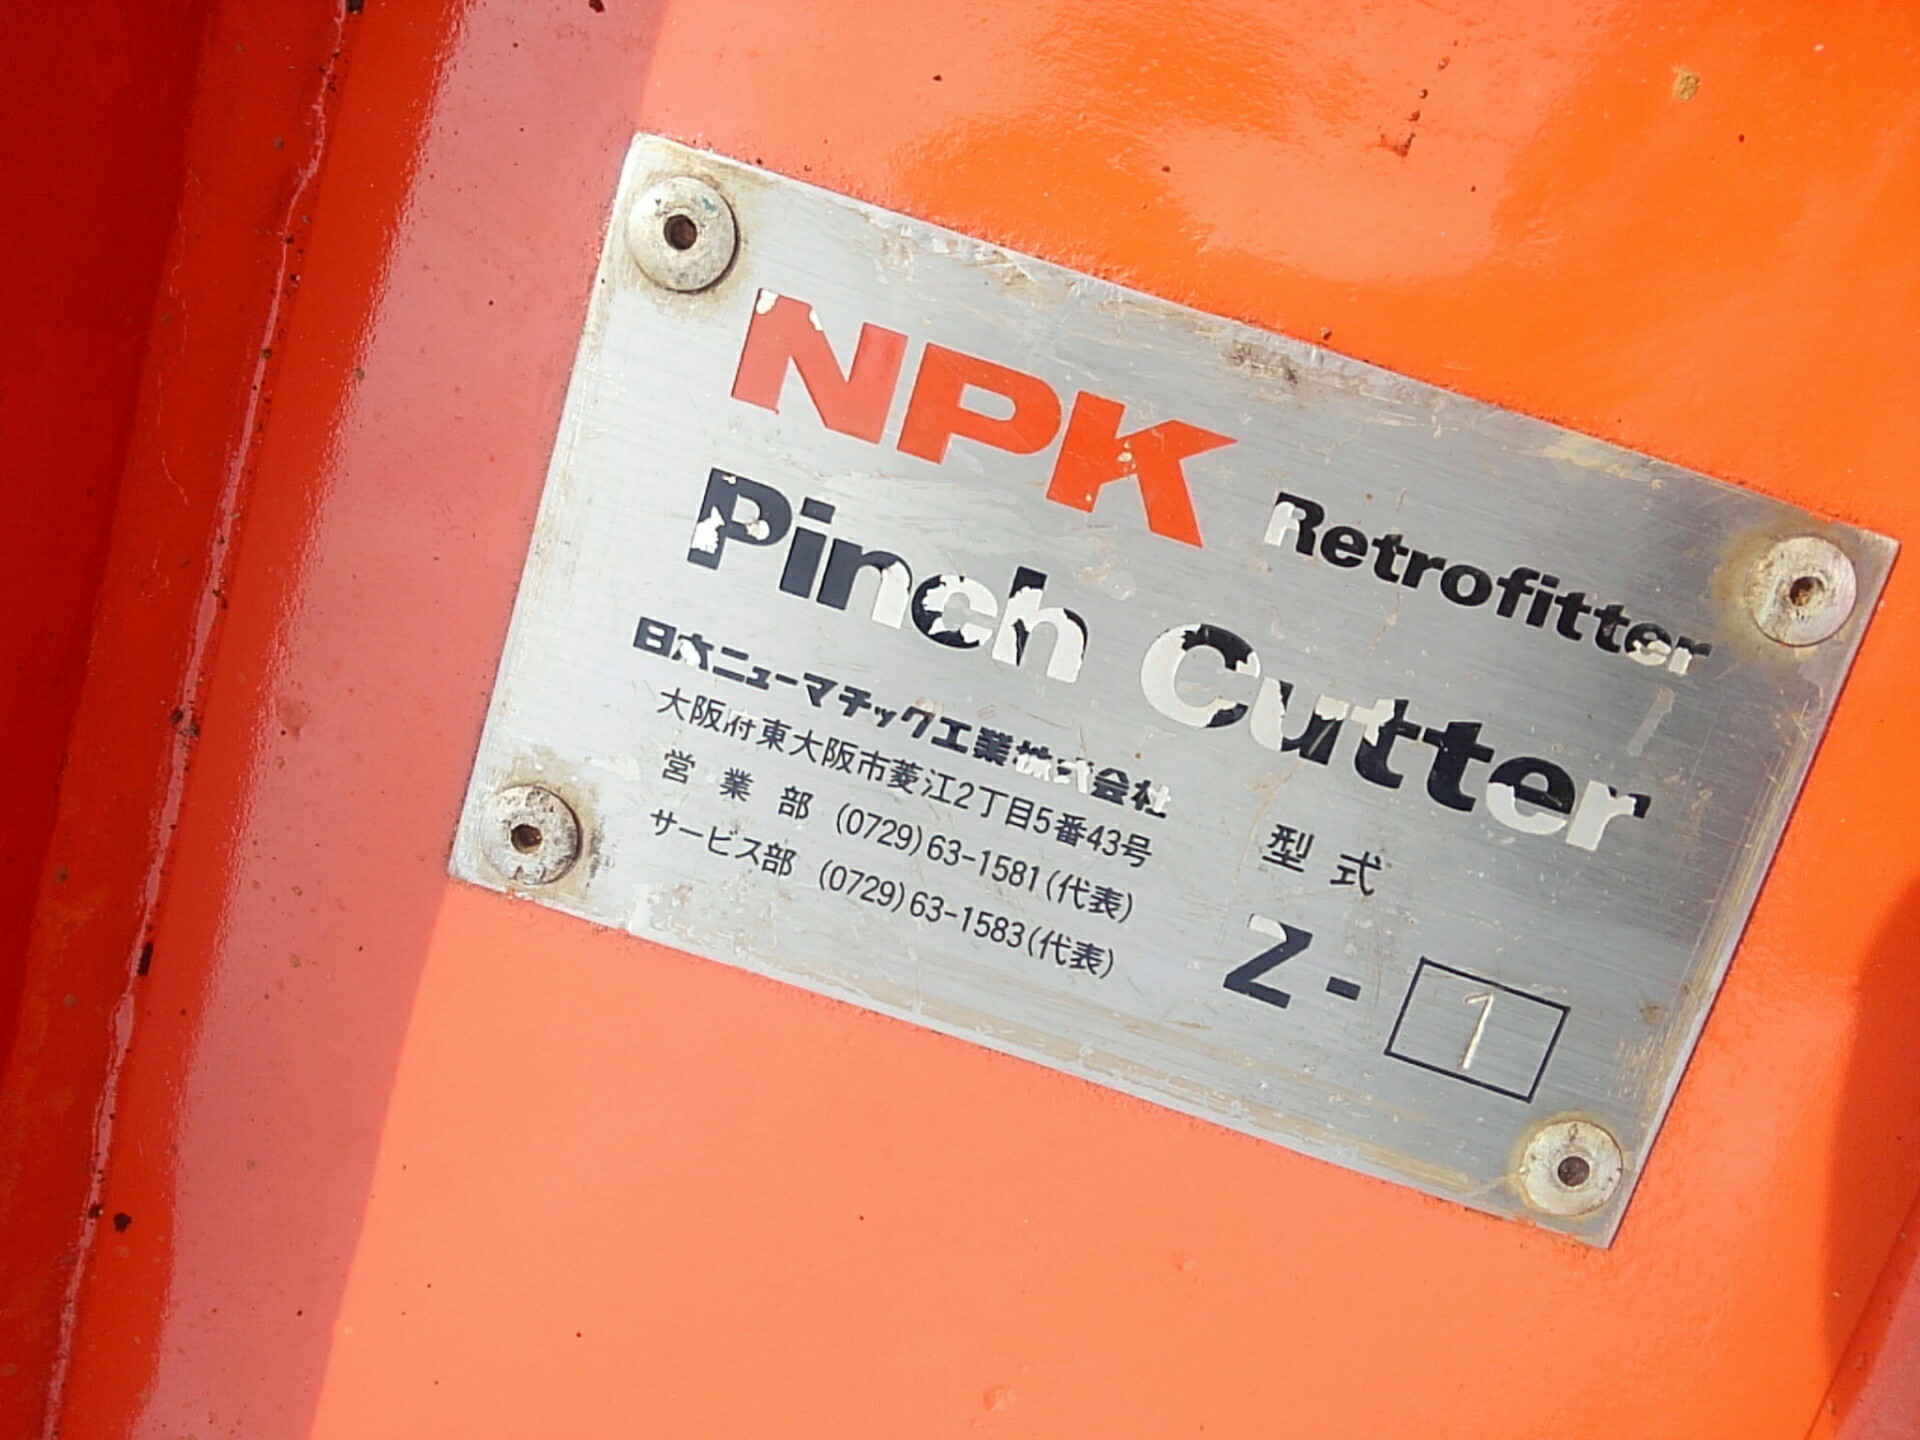 NPK Retrofitter
Pinch Cutter
日本ニューマチック工業株式会社
大阪府東大阪市菱江2丁目5番43号
営業部 (0729)63-1581(代表)
サービス部 (0729)63-1583(代表)
型式
Z-1